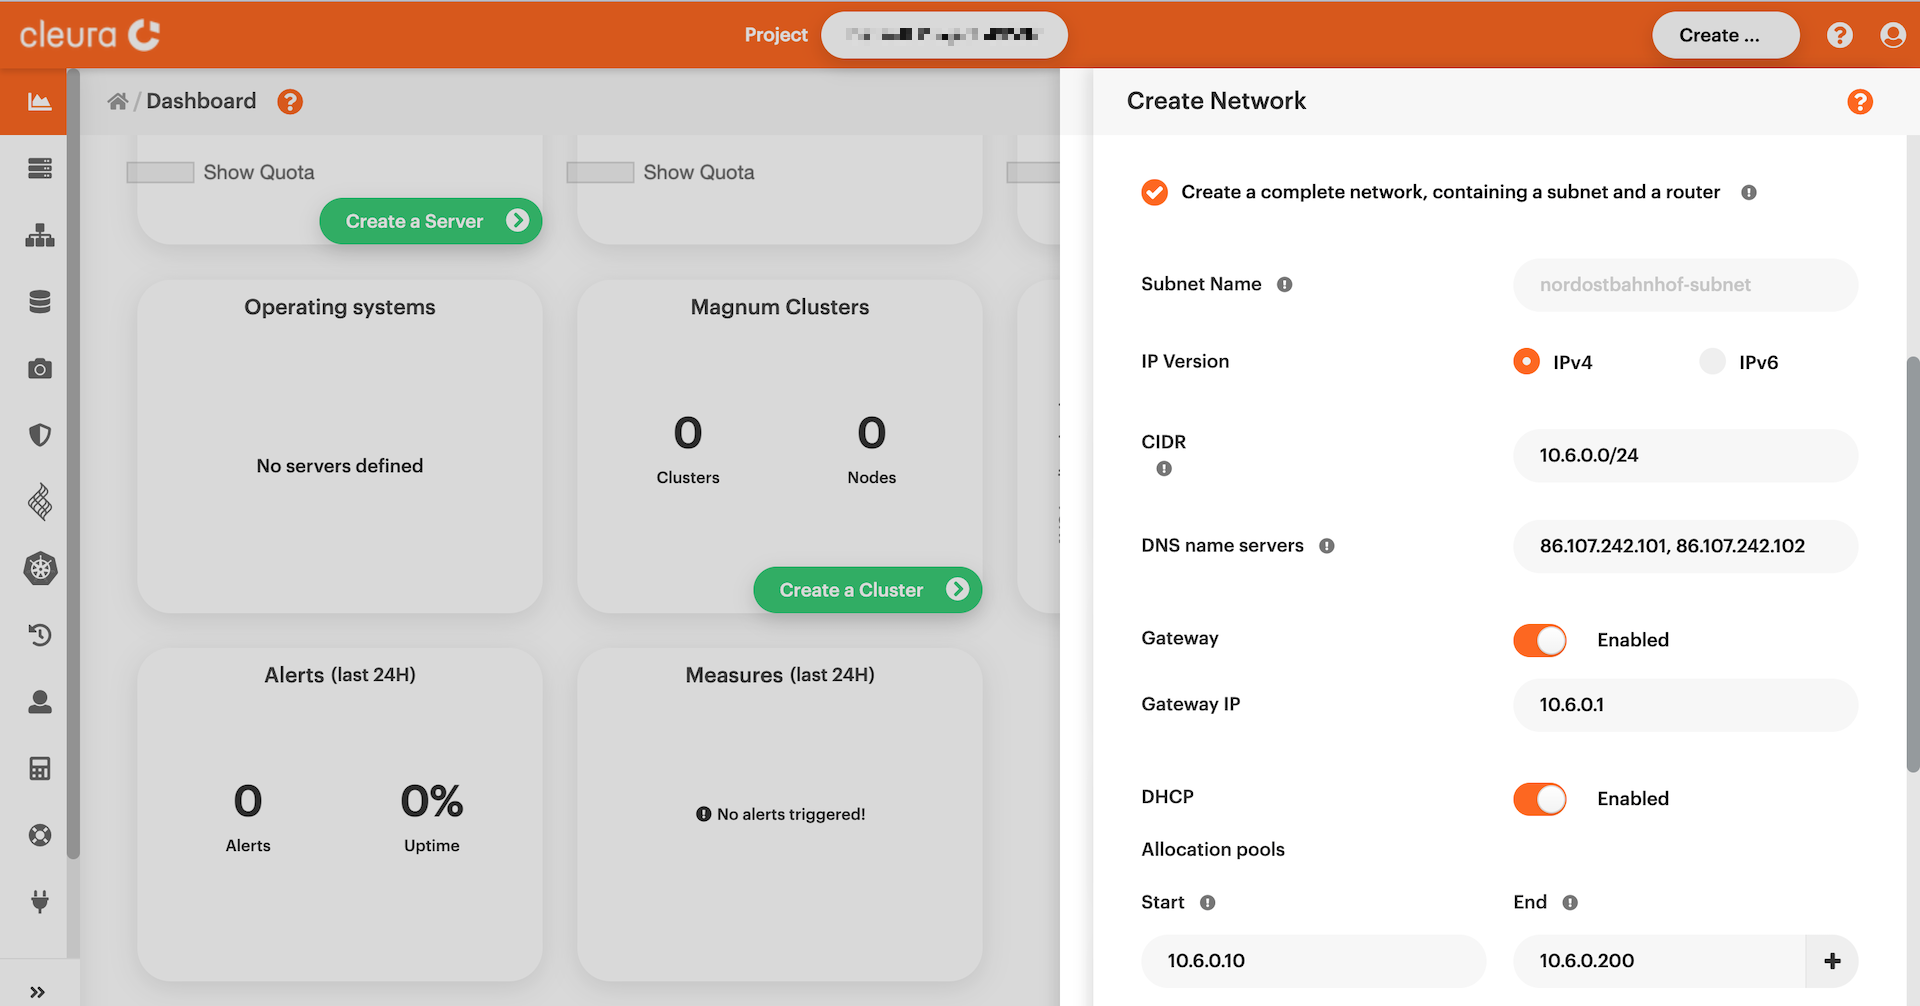 cleura
Project
Create ...
/ Dashboard
Show Quota
Show Quota
Create a Server
Operating systems
No servers defined
Magnum Clusters
0
0
Clusters
Nodes
Create a Cluster
Alerts (last 24H)
0
0%
Alerts
Uptime
Measures (last 24H)
No alerts triggered!
Create Network
Create a complete network, containing a subnet and a router
Subnet Name
nordostbahnhof-subnet
IP Version
IPv4
IPv6
CIDR
10.6.0.0/24
DNS name servers
86.107.242.101, 86.107.242.102
Gateway
Enabled
Gateway IP
10.6.0.1
DHCP
Enabled
Allocation pools
Start
End
10.6.0.10
10.6.0.200